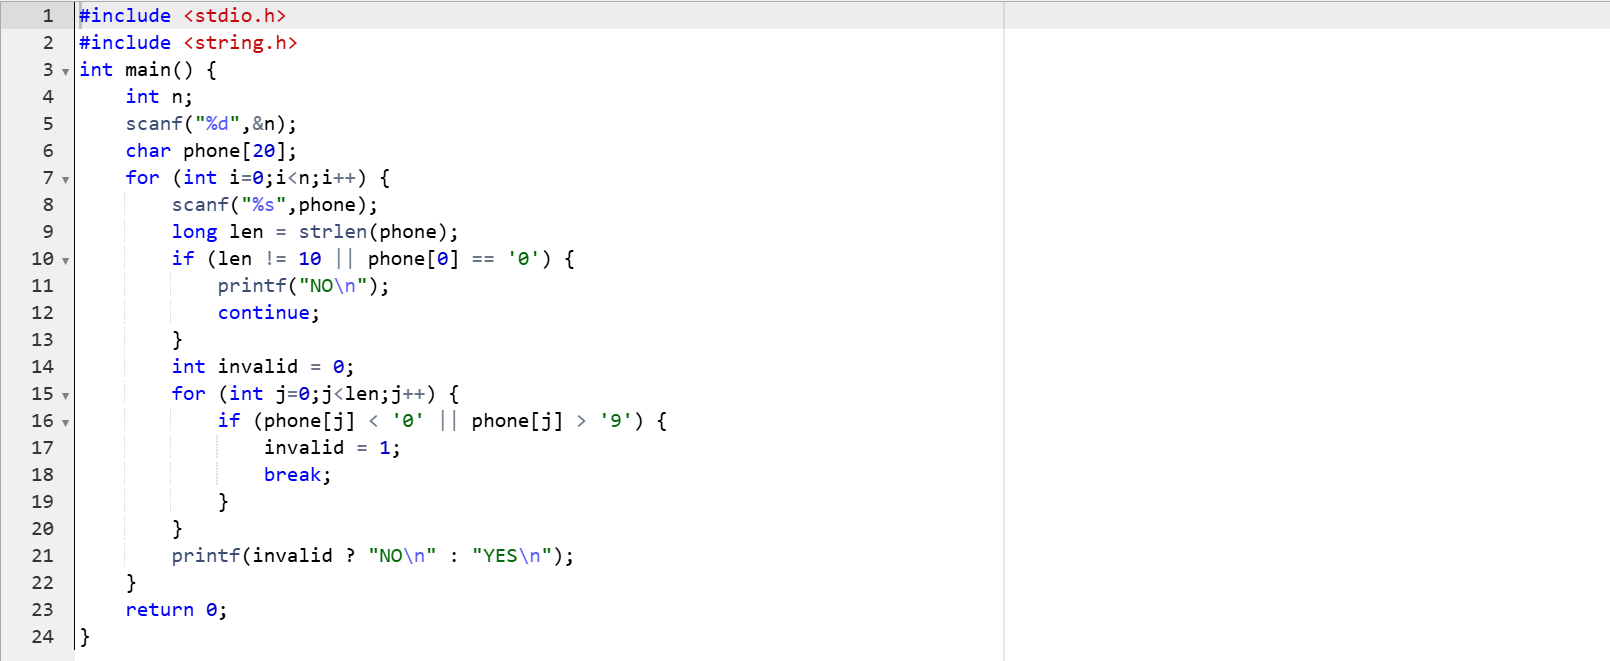 1 #include <stdio.h>
2 #include <string.h>
3 int main() {
4     int n;
5     scanf("%d",&n);
6     char phone[20];
7     for (int i=0;i<n;i++) {
8         scanf("%s",phone);
9         long len = strlen(phone);
10         if (len != 10 || phone[0] == '0') {
11             printf("NO\n");
12             continue;
13         }
14         int invalid = 0;
15         for (int j=0;j<len;j++) {
16             if (phone[j] < '0' || phone[j] > '9') {
17                 invalid = 1;
18                 break;
19             }
20         }
21         printf(invalid ? "NO\n" : "YES\n");
22     }
23     return 0;
24 }